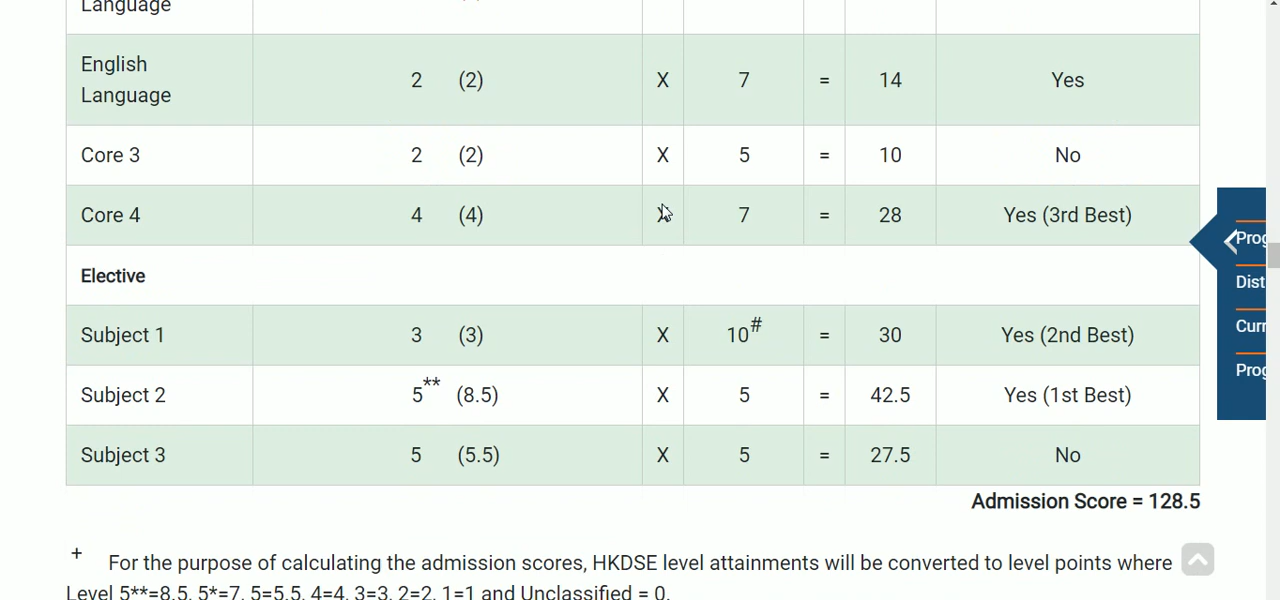 Language
English Language 2 (2) X 7 = 14 Yes
Core 3 2 (2) X 5 = 10 No
Core 4 4 (4) 7 = 28 Yes (3rd Best)
Elective
Subject 1 3 (3) X 10# = 30 Yes (2nd Best)
Subject 2 5** (8.5) X 5 = 42.5 Yes (1st Best)
Subject 3 5 (5.5) X 5 = 27.5 No
Admission Score = 128.5
+ For the purpose of calculating the admission scores, HKDSE level attainments will be converted to level points where
Level 5**=8.5, 5*=7, 5=5.5, 4=4, 3=3, 2=2, 1=1 and Unclassified = 0.
Prog
Dist
Curr
Prog